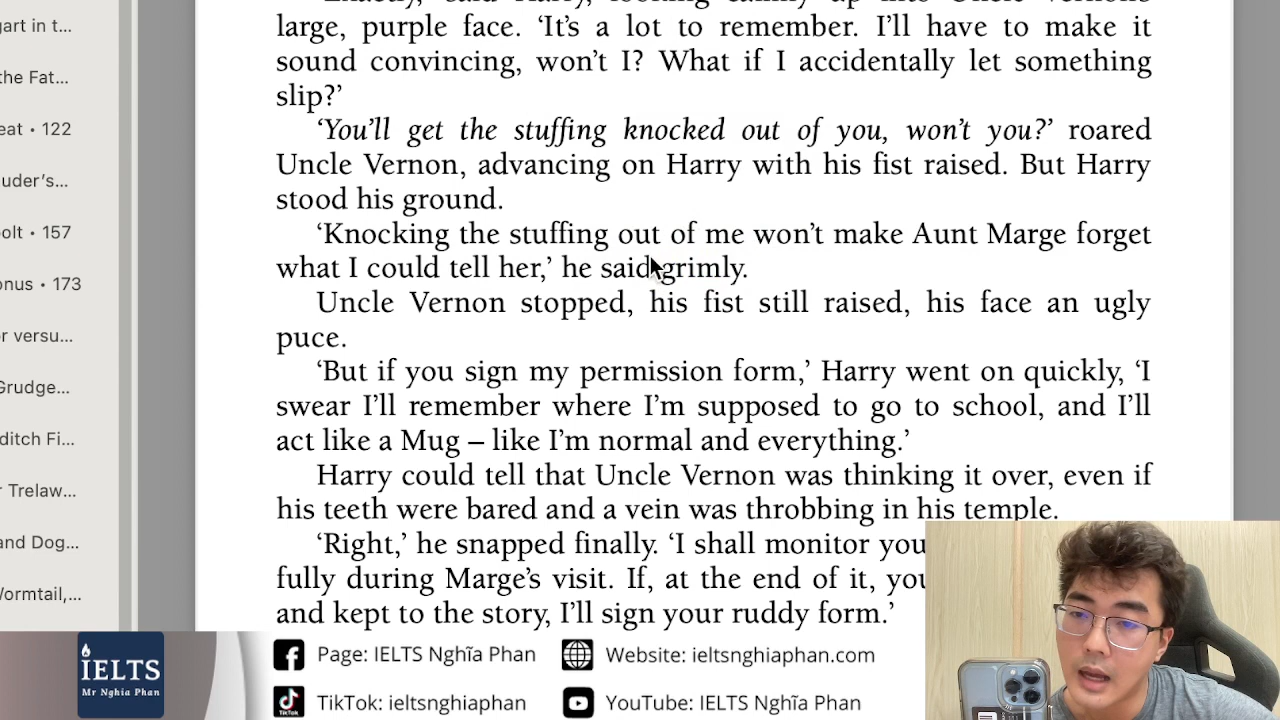 gart in t...
the Fat...
eat • 122
uder's...
olt • 157
onus • 173
r versu...
Grudge...
ditch Fi...
r Trelaw...
and Dog...
Wormtail,...
large, purple face. ‘It’s a lot to remember. I’ll have to make it
sound convincing, won’t I? What if I accidentally let something
slip?’
‘You’ll get the stuffing knocked out of you, won’t you?’ roared
Uncle Vernon, advancing on Harry with his fist raised. But Harry
stood his ground.
‘Knocking the stuffing out of me won’t make Aunt Marge forget
what I could tell her,’ he said grimly.
Uncle Vernon stopped, his fist still raised, his face an ugly
puce.
‘But if you sign my permission form,’ Harry went on quickly, ‘I
swear I’ll remember where I’m supposed to go to school, and I’ll
act like a Mug – like I’m normal and everything.’
Harry could tell that Uncle Vernon was thinking it over, even if
his teeth were bared and a vein was throbbing in his temple.
‘Right,’ he snapped finally. ‘I shall monitor you
fully during Marge’s visit. If, at the end of it, you
and kept to the story, I’ll sign your ruddy form.’
IELTS
Mr Nghia Phan
Page: IELTS Nghĩa Phan
Website: ieltsnghiaphan.com
TikTok
TikTok: ieltsnghiaphan
YouTube: IELTS Nghĩa Phan